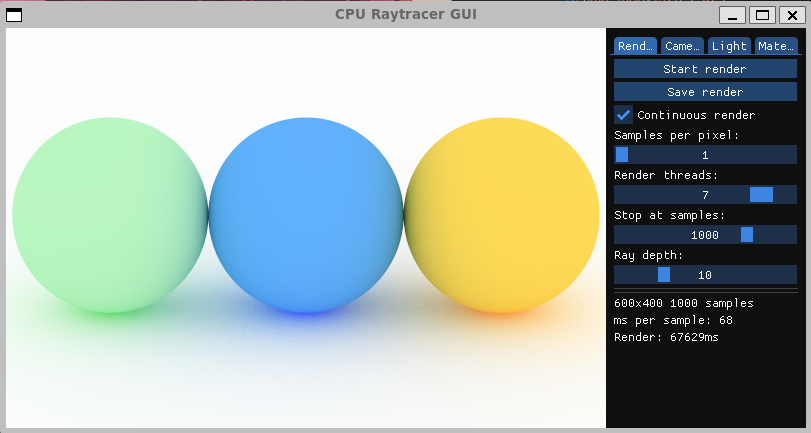 CPU Raytracer GUI
Rend… Came… Light Mate…
Start render
Save render
Continuous render
Samples per pixel:
1
Render threads:
7
Stop at samples:
1000
Ray depth:
10
600x400 1000 samples
ms per sample: 68
Render: 67629ms